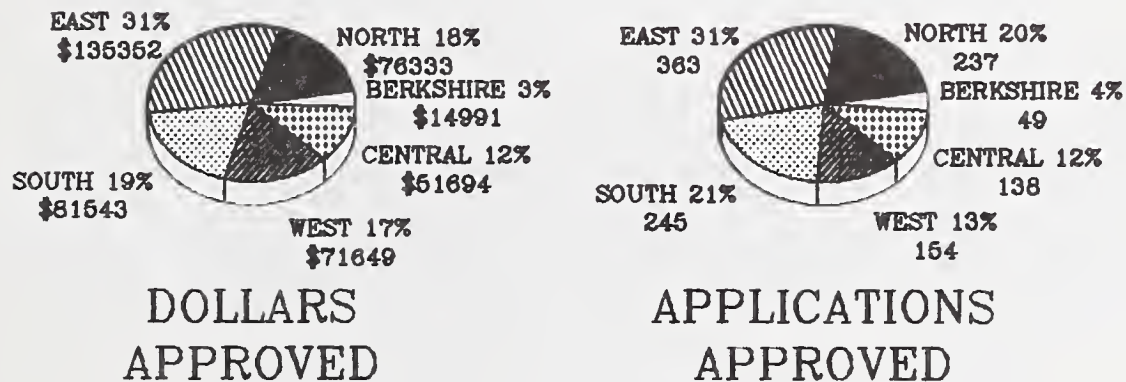 EAST 31%
$135352
NORTH 18%
$76333
BERKSHIRE 3%
$14991
CENTRAL 12%
$51694
WEST 17%
$71649
SOUTH 19%
$81543
DOLLARS
APPROVED
EAST 31%
363
NORTH 20%
237
BERKSHIRE 4%
49
CENTRAL 12%
138
WEST 13%
154
SOUTH 21%
245
APPLICATIONS
APPROVED